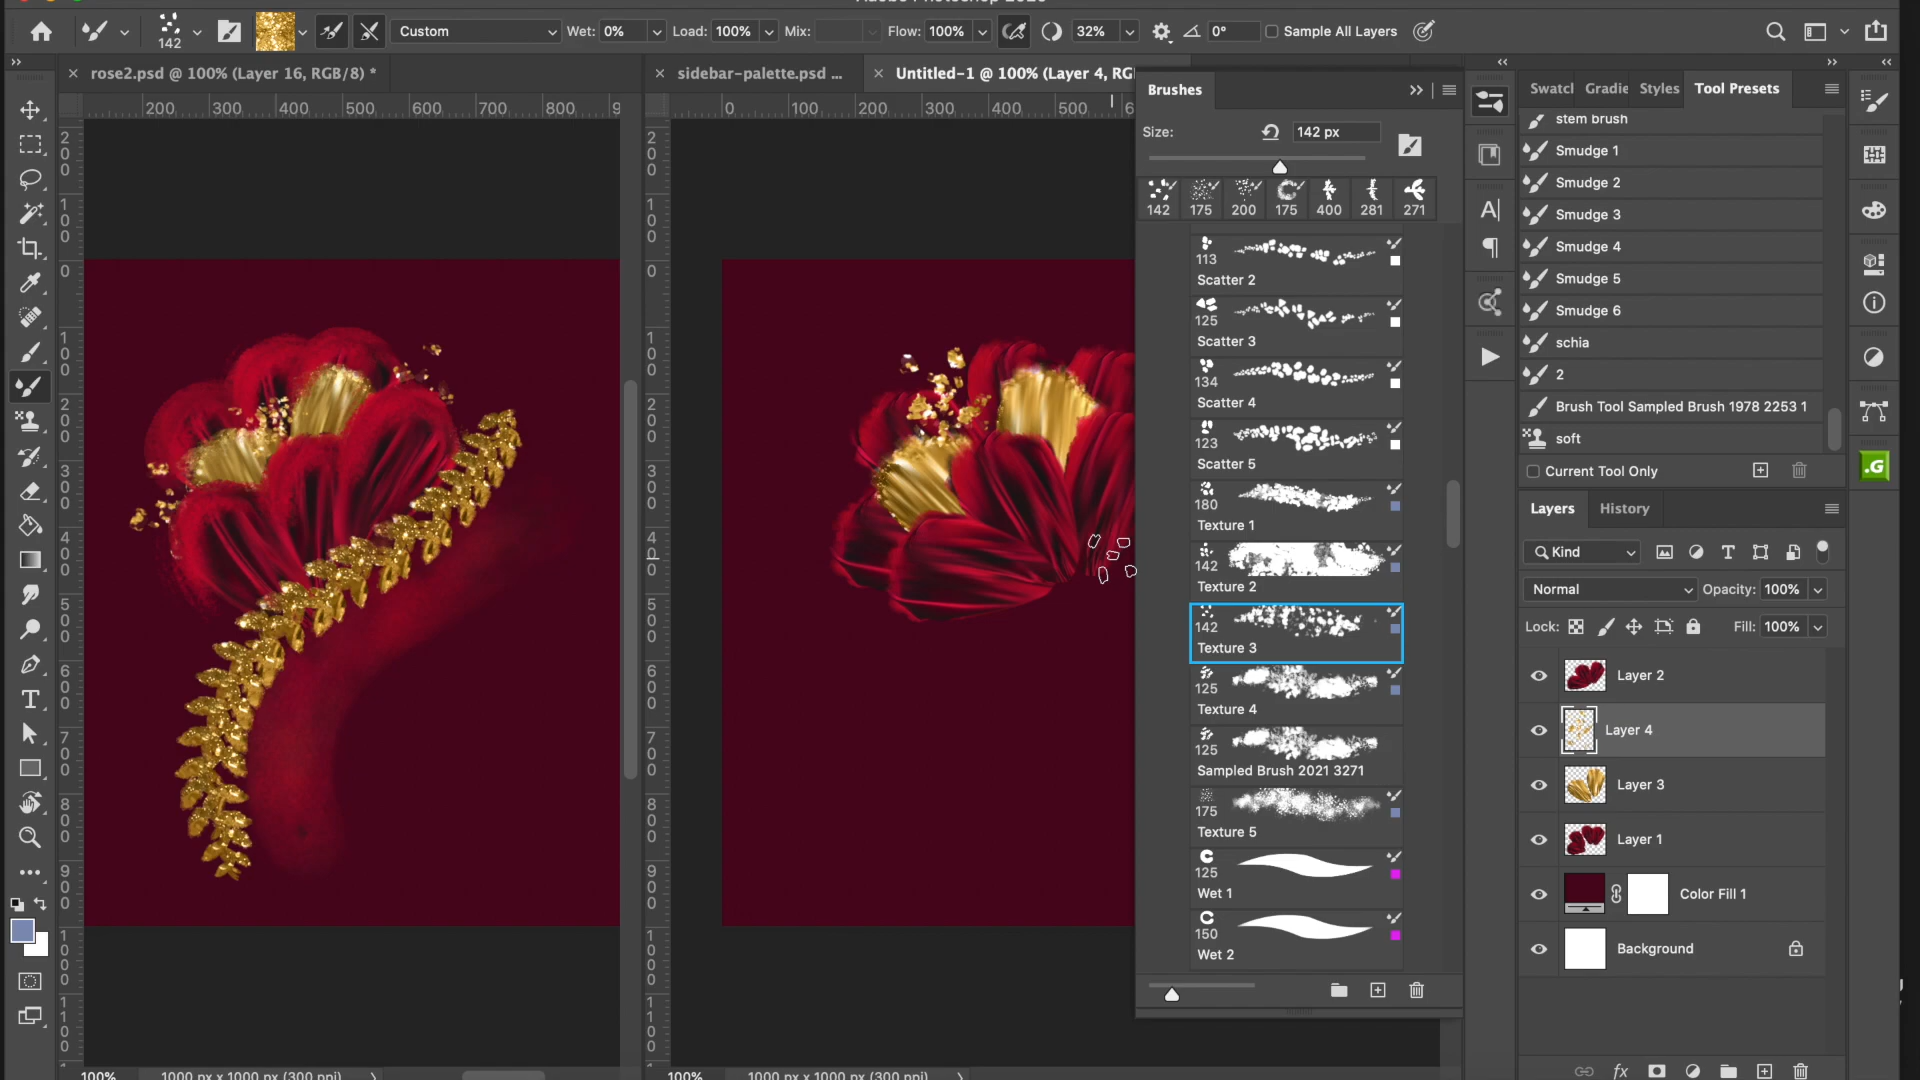 142
Custom
Wet: 0%
Load: 100%
Mix:
Flow: 100%
32%
0°
Sample All Layers
rose2.psd @ 100% (Layer 16, RGB/8) *
sidebar-palette.psd ...
Untitled-1 @ 100% (Layer 4, RG
200 300 400 500 600 700 800 9
0 100 200 300 400 500 6
Brushes
Size:
142 px
142 175 200 175 400 281 271
113
Scatter 2
125
Scatter 3
134
Scatter 4
123
Scatter 5
180
Texture 1
142
Texture 2
142
Texture 3
125
Texture 4
125
Sampled Brush 2021 3271
175
Texture 5
125
Wet 1
150
Wet 2
Swatcl Gradie Styles Tool Presets
stem brush
Smudge 1
Smudge 2
Smudge 3
Smudge 4
Smudge 5
Smudge 6
schia
2
Brush Tool Sampled Brush 1978 2253 1
soft
Current Tool Only
Layers History
Kind
Normal
Opacity: 100%
Lock:
Fill: 100%
Layer 2
Layer 4
Layer 3
Layer 1
Color Fill 1
Background
fx
.G
100%
1000 px x 1000 px (300 ppi)
100%
1000 px x 1000 px (300 ppi)